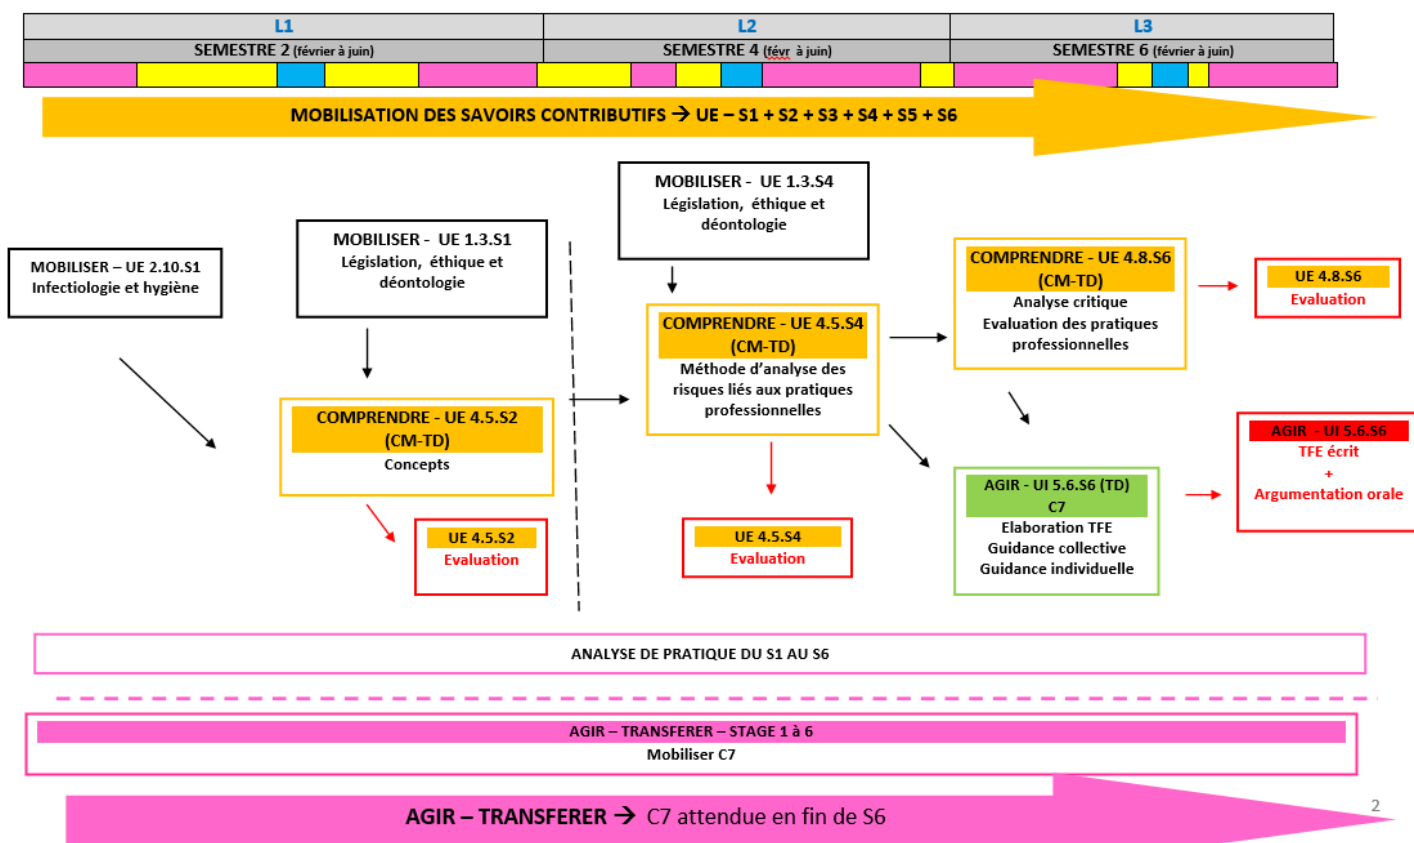 L1
L2
L3
SEMESTRE 2 (février à juin)
SEMESTRE 4 (févr à juin)
SEMESTRE 6 (février à juin)
MOBILISATION DES SAVOIRS CONTRIBUTIFS → UE – S1 + S2 + S3 + S4 + S5 + S6
MOBILISER – UE 2.10.S1
Infectiologie et hygiène
MOBILISER - UE 1.3.S1
Législation, éthique et
déontologie
MOBILISER - UE 1.3.S4
Législation, éthique et
déontologie
COMPRENDRE - UE 4.5.S2
(CM-TD)
Concepts
UE 4.5.S2
Evaluation
COMPRENDRE - UE 4.5.S4
(CM-TD)
Méthode d’analyse des
risques liés aux pratiques
professionnelles
UE 4.5.S4
Evaluation
COMPRENDRE - UE 4.8.S6
(CM-TD)
Analyse critique
Evaluation des pratiques
professionnelles
UE 4.8.S6
Evaluation
AGIR - UI 5.6.S6 (TD)
C7
Elaboration TFE
Guidance collective
Guidance individuelle
AGIR - UI 5.6.S6
TFE écrit
+
Argumentation orale
ANALYSE DE PRATIQUE DU S1 AU S6
AGIR – TRANSFERER – STAGE 1 à 6
Mobiliser C7
AGIR – TRANSFERER → C7 attendue en fin de S6
2